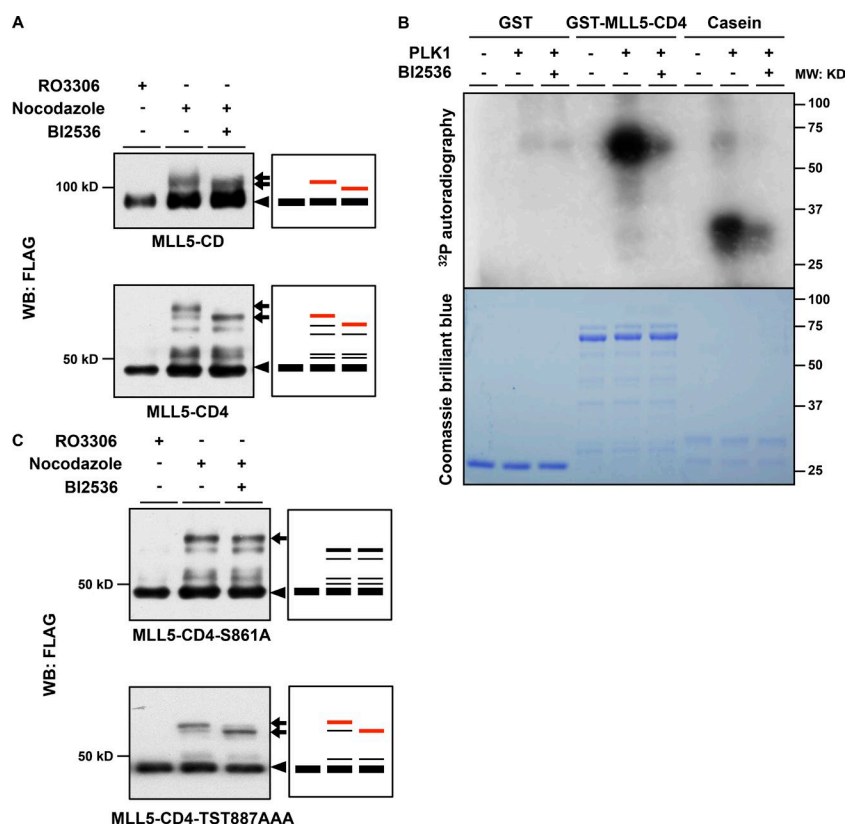 A
RO3306 + - -
Nocodazole - + +
BI2536 - - +
100 kD
MLL5-CD
WB: FLAG
50 kD
MLL5-CD4
B
GST GST-MLL5-CD4 Casein
PLK1 - + + - + + - + +
BI2536 - - + - - + - - +
MW: KD
32P autoradiography
100
75
50
37
25
Coomassie brilliant blue
100
75
50
37
25
C
RO3306 + - -
Nocodazole - + +
BI2536 - - +
50 kD
MLL5-CD4-S861A
WB: FLAG
50 kD
MLL5-CD4-TST887AAA